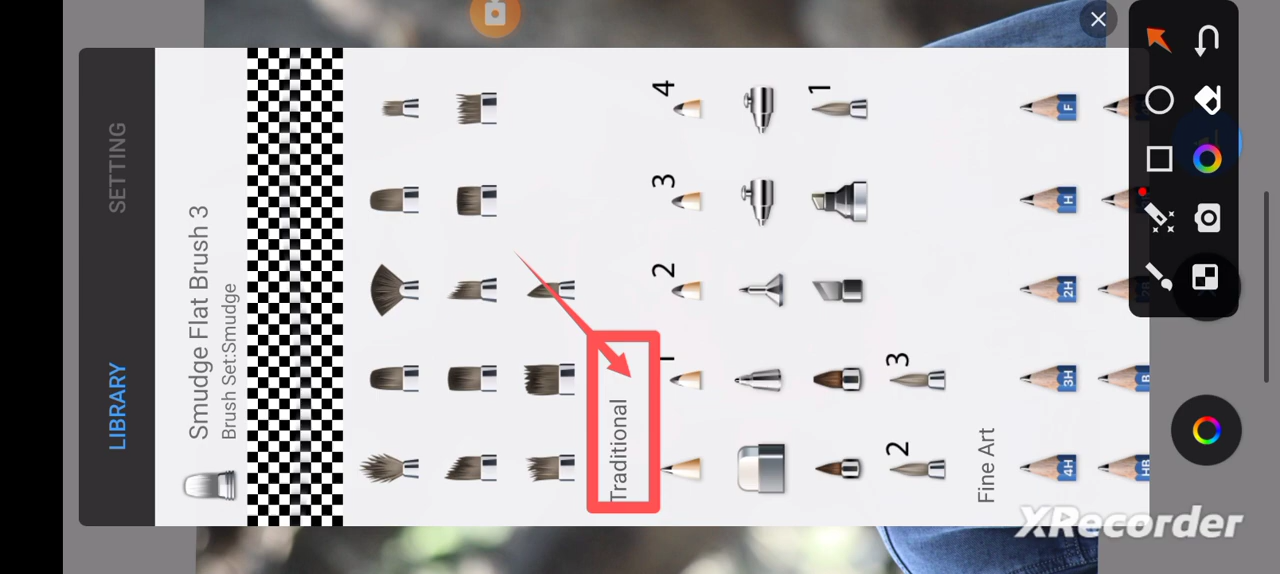 LIBRARY
SETTING
Smudge Flat Brush 3
Brush Set:Smudge
Traditional
1
2
3
4
1
2
3
Fine Art
4H
3H
2H
H
F
HB
B
XRecorder